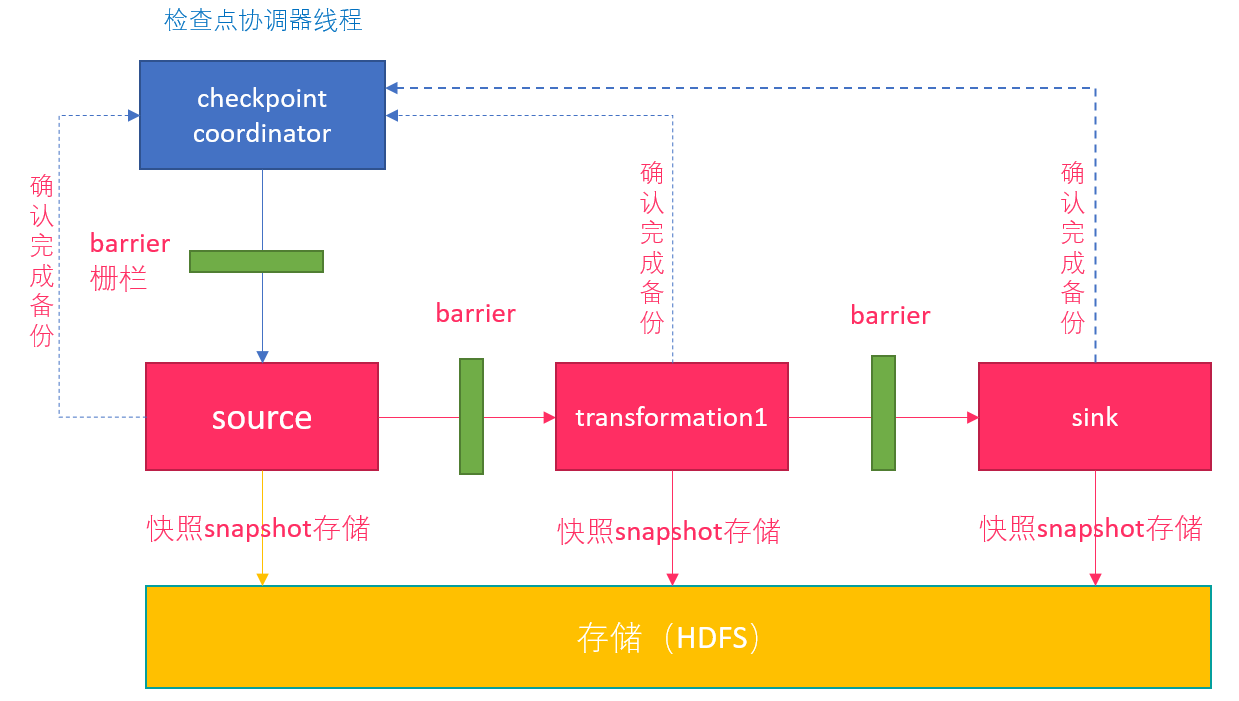 检查点协调器线程
checkpoint
coordinator
确认完成备份
barrier
栅栏
确认完成备份
确认完成备份
barrier
barrier
source
transformation1
sink
快照snapshot存储
快照snapshot存储
快照snapshot存储
存储（HDFS）